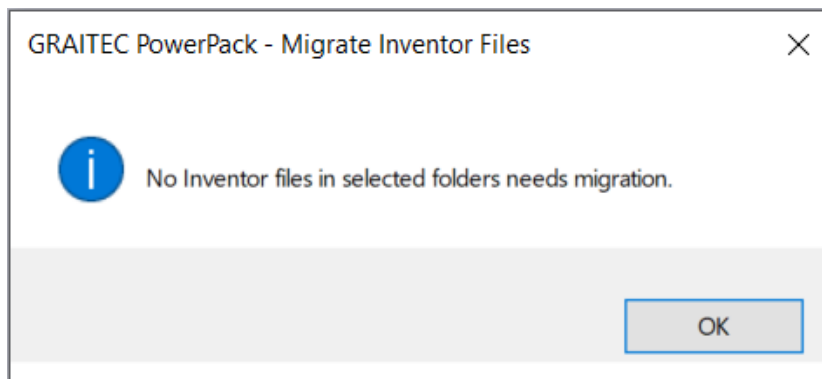 GRAITEC PowerPack - Migrate Inventor Files
No Inventor files in selected folders needs migration.
OK